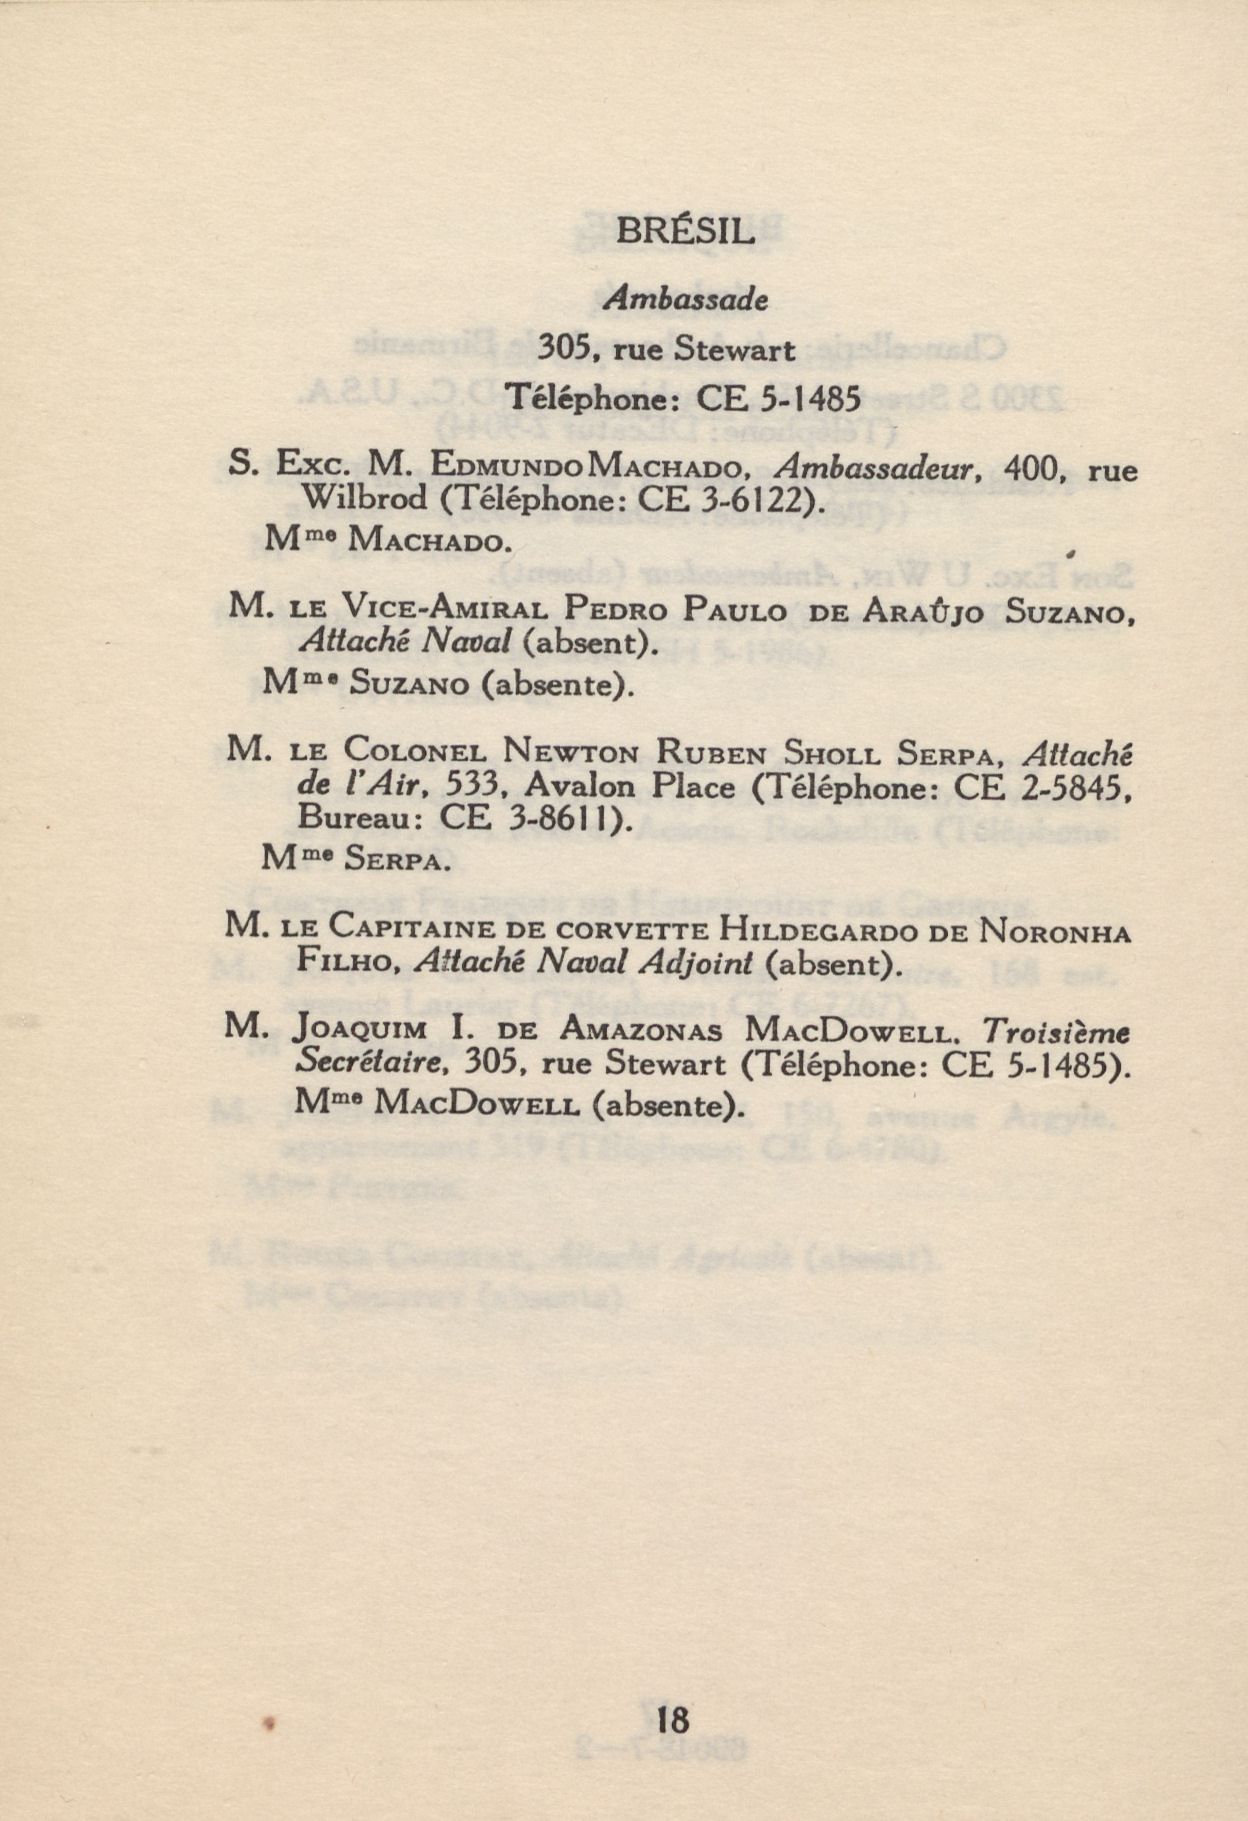 BRÉSIL
Ambassade
305, rue Stewart
Téléphone: CE 5-1485
S. Exc. M. Edmundo Machado, Ambassadeur, 400, rue
Wilbrod (Téléphone: CE 3-6122).
Mme Machado.
M. le Vice-Amiral Pedro Paulo de Araûjo Suzano,
Attaché Naval (absent).
Mme Suzano (absente).
M. le Colonel Newton Ruben Sholl Serpa, Attaché
de l'Air, 533, Avalon Place (Téléphone: CE 2-5845,
Bureau: CE 3-8611).
Mme Serpa.
M. le Capitaine de corvette Hildegardo de Noronha
Filho, Attaché Naval Adjoint (absent).
M. Joaquim I. de Amazonas MacDowell, Troisième
Secrétaire, 305, rue Stewart (Téléphone: CE 5-1485).
Mme MacDowell (absente).
18